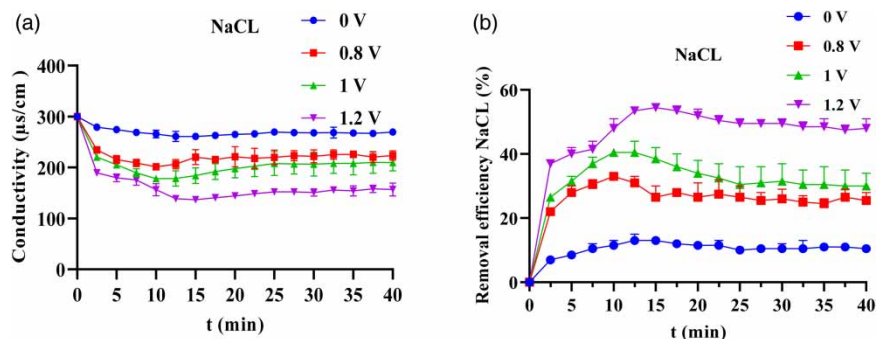 (a)
NaCL
0 V
0.8 V
1 V
1.2 V
Conductivity (µs/cm)
400
300
200
100
0
0 5 10 15 20 25 30 35 40
t (min)
(b)
NaCL
0 V
0.8 V
1 V
1.2 V
Removal efficiency NaCL (%)
60
40
20
0
0 5 10 15 20 25 30 35 40
t (min)